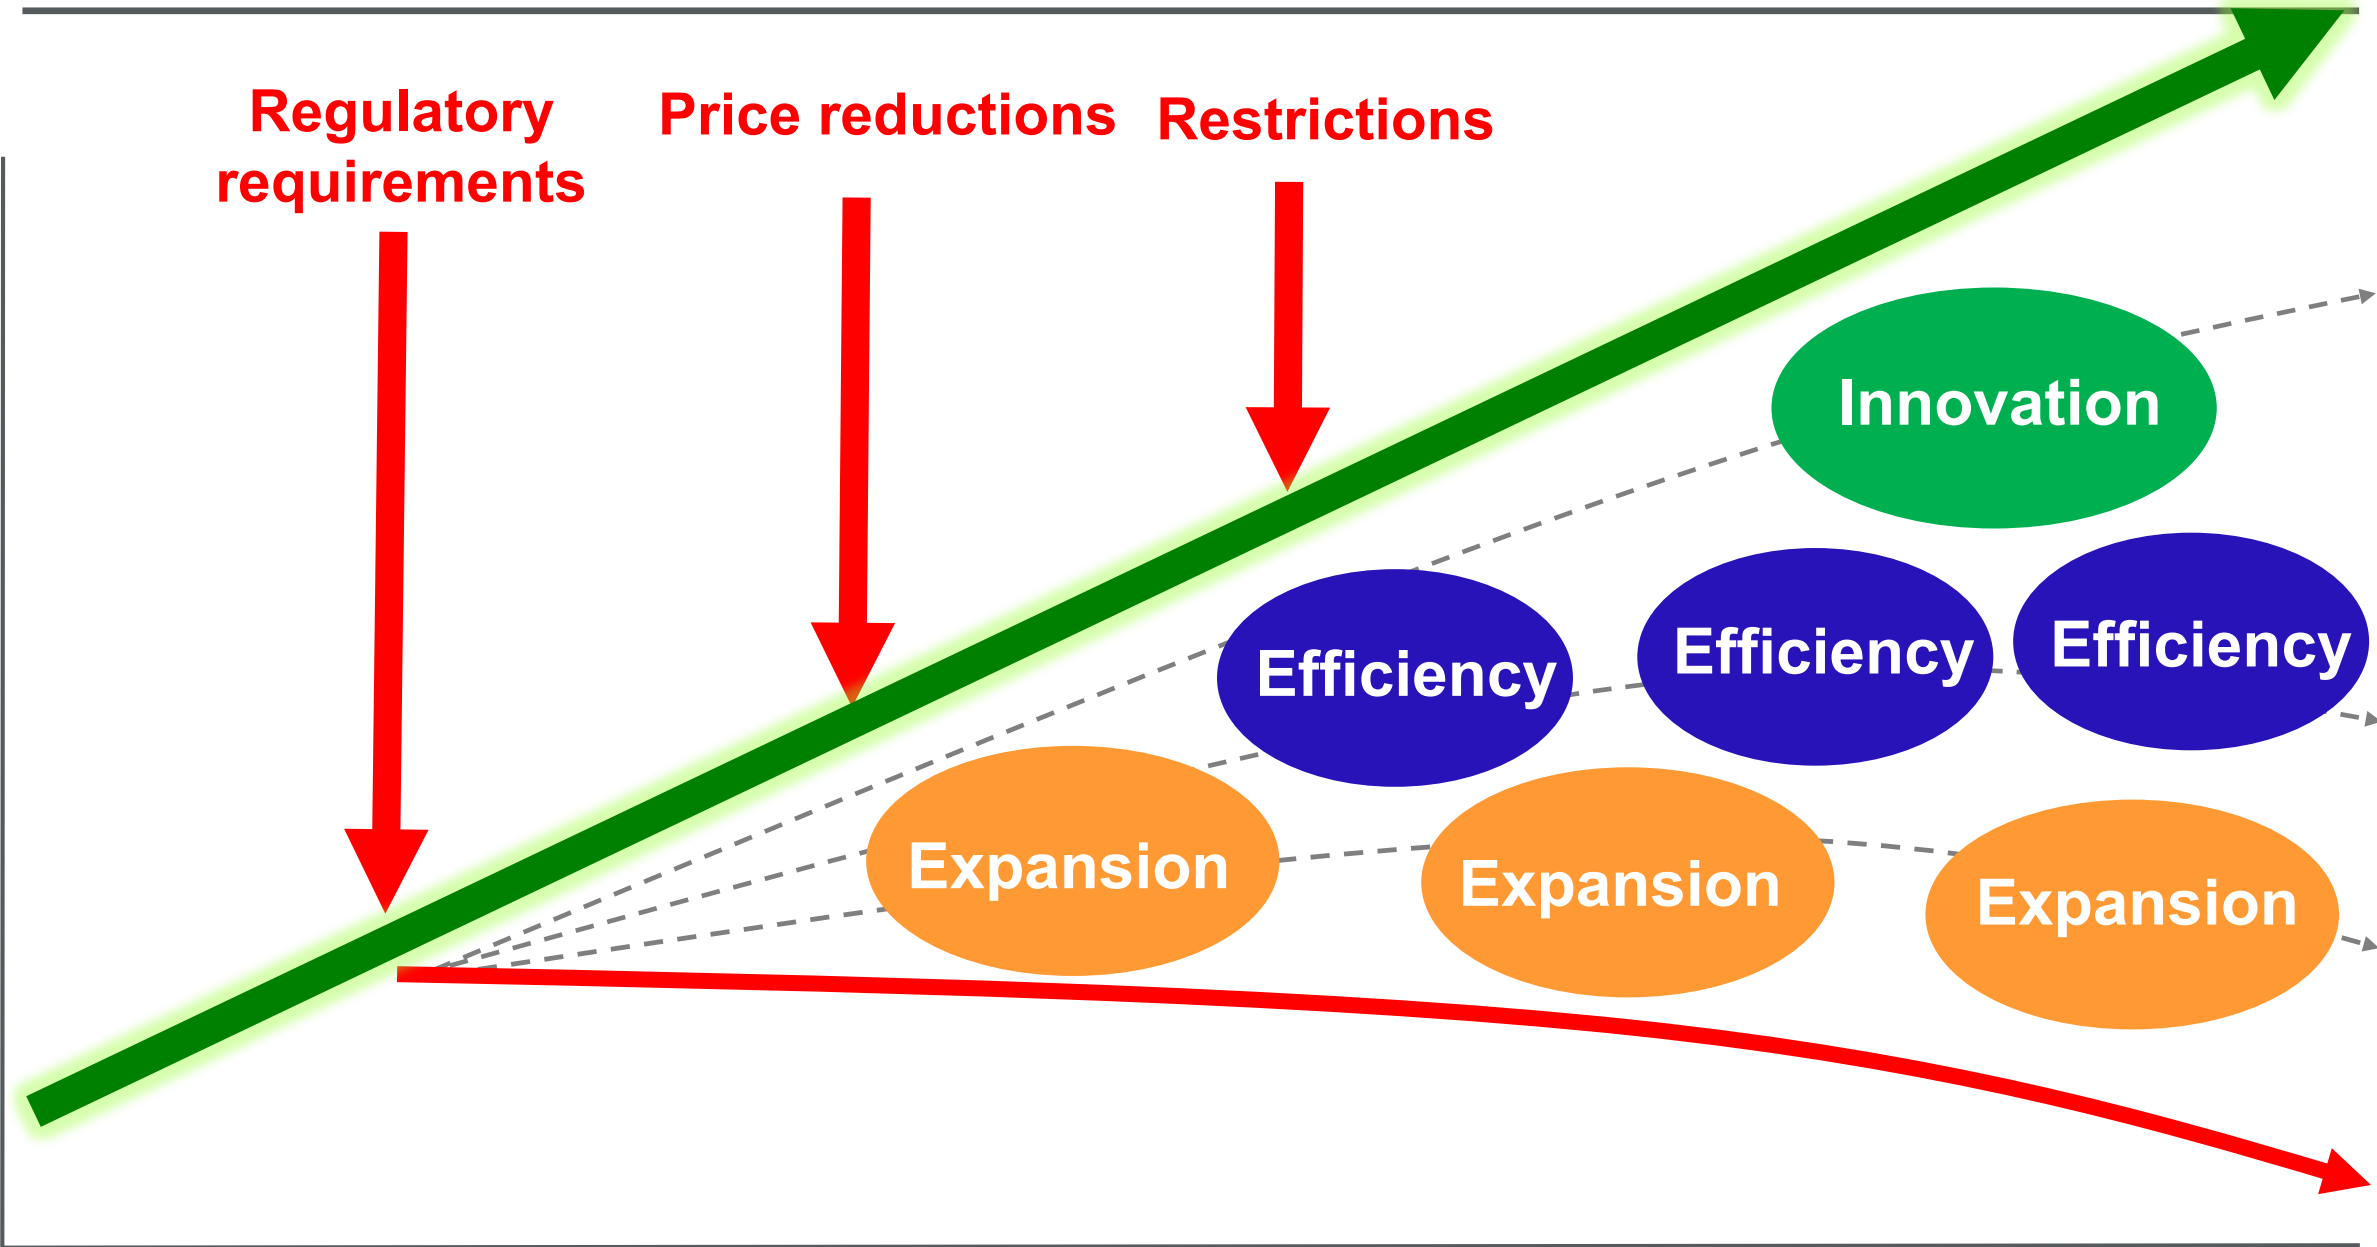 Regulatory
requirements
Price reductions
Restrictions
Innovation
Efficiency
Efficiency
Efficiency
Expansion
Expansion
Expansion